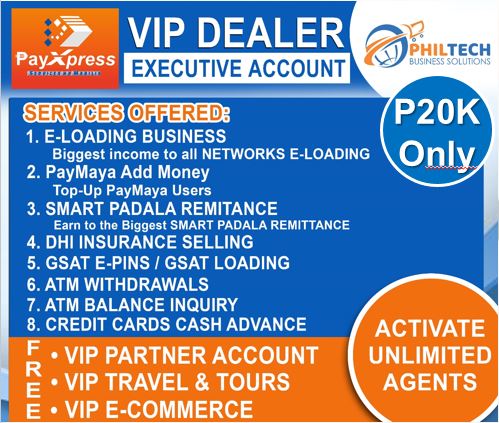 PayXpress
VIP DEALER
EXECUTIVE ACCOUNT
PHILTECH
BUSINESS SOLUTIONS
SERVICES OFFERED:
P20K
Only
1. E-LOADING BUSINESS
Biggest income to all NETWORKS E-LOADING
2. PayMaya Add Money
Top-Up PayMaya Users
3. SMART PADALA REMITANCE
Earn to the Biggest SMART PADALA REMITTANCE
4. DHI INSURANCE SELLING
5. GSAT E-PINS / GSAT LOADING
6. ATM WITHDRAWALS
7. ATM BALANCE INQUIRY
8. CREDIT CARDS CASH ADVANCE
ACTIVATE
UNLIMITED
AGENTS
FREE
• VIP PARTNER ACCOUNT
• VIP TRAVEL & TOURS
• VIP E-COMMERCE